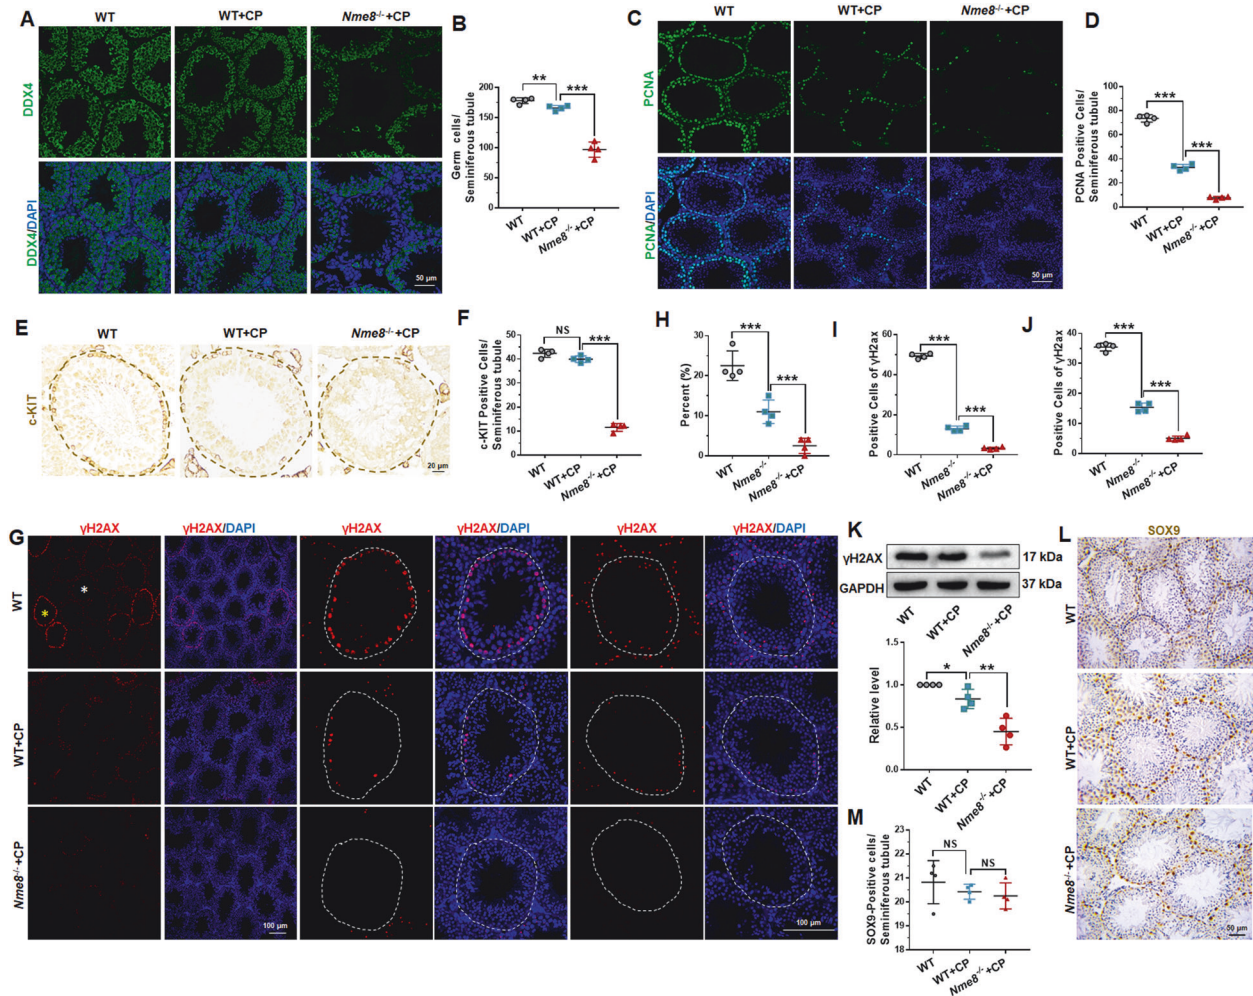 A
WT
WT+CP
Nme8-/-+CP
DDX4
DDX4/DAPI
50 µm
B
Germ cells/
Seminiferous tubule
200
150
100
50
0
**
***
WT
WT+CP
Nme8-/-+CP
C
WT
WT+CP
Nme8-/-+CP
PCNA
PCNA/DAPI
50 µm
D
PCNA Positive Cells/
Seminiferous tubule
100
80
60
40
20
0
***
***
WT
WT+CP
Nme8-/-+CP
E
WT
WT+CP
Nme8-/-+CP
c-KIT
20 µm
F
c-KIT Positive Cells/
Seminiferous tubule
50
40
30
20
10
0
NS
***
WT
WT+CP
Nme8-/-+CP
H
Percent (%)
30
20
10
0
***
***
WT
Nme8-/-
Nme8-/-+CP
I
Positive Cells of γH2ax
60
40
20
0
***
***
WT
Nme8-/-
Nme8-/-+CP
J
Positive Cells of γH2ax
40
30
20
10
0
***
***
WT
Nme8-/-
Nme8-/-+CP
G
γH2AX
γH2AX/DAPI
γH2AX
γH2AX/DAPI
γH2AX
γH2AX/DAPI
WT
*
*
WT+CP
Nme8-/-+CP
100 µm
100 µm
K
γH2AX
17 kDa
GAPDH
37 kDa
WT
WT+CP
Nme8-/-+CP
Relative level
1.5
1.0
0.5
0.0
*
**
WT
WT+CP
Nme8-/-+CP
L
SOX9
WT
WT+CP
Nme8-/-+CP
50 µm
M
SOX9-Positive cells/
Seminiferous tubule
23
22
21
20
19
18
NS
NS
WT
WT+CP
Nme8-/-+CP